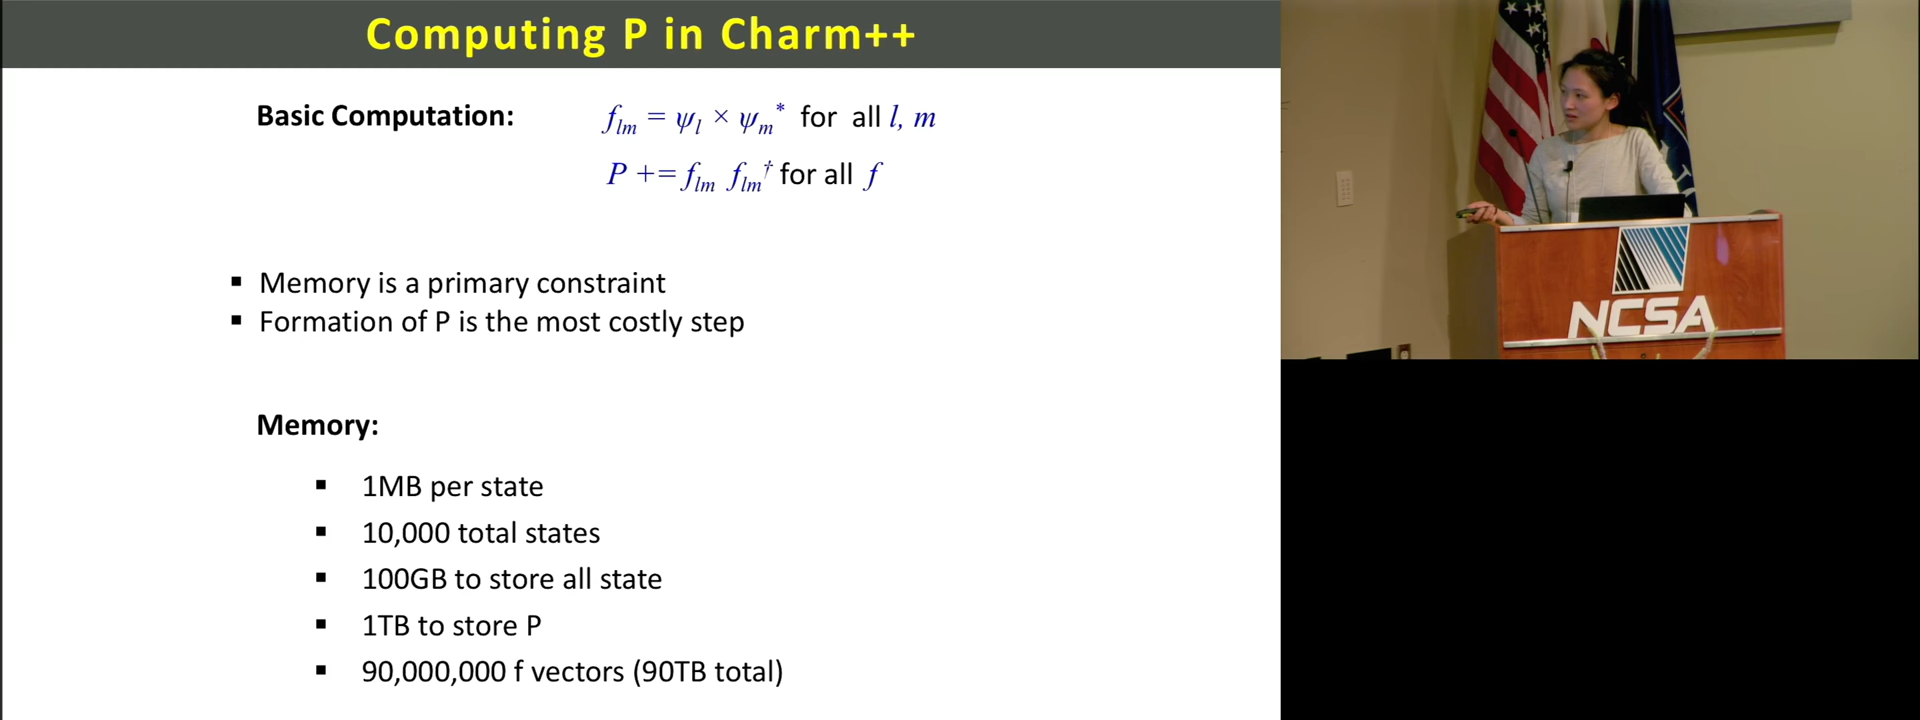 Computing P in Charm++
Basic Computation: f_lm = ψ_l × ψ_m* for all l, m
P += f_lm f_lm† for all f
▪ Memory is a primary constraint
▪ Formation of P is the most costly step
Memory:
▪ 1MB per state
▪ 10,000 total states
▪ 100GB to store all state
▪ 1TB to store P
▪ 90,000,000 f vectors (90TB total)
NCSA